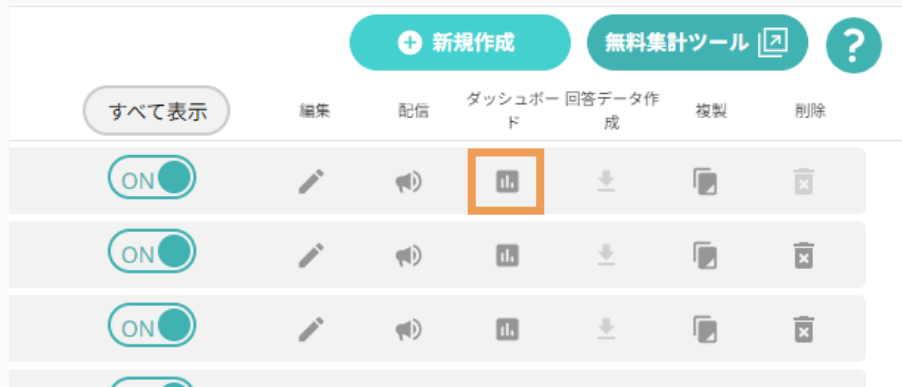 新規作成
無料集計ツール
?
すべて表示
編集
配信
ダッシュボー
ド
回答データ作
成
複製
削除
ON
ON
ON